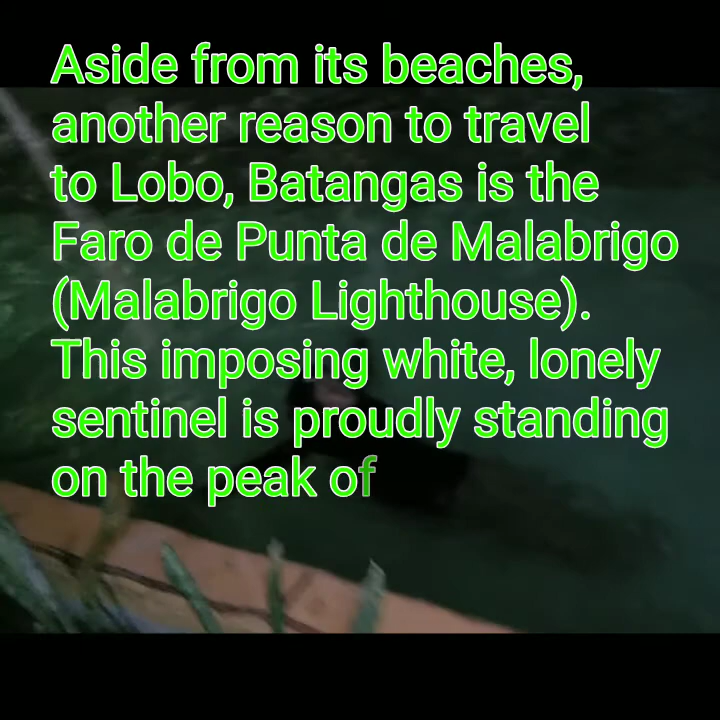 Aside from its beaches,
another reason to travel
to Lobo, Batangas is the
Faro de Punta de Malabrigo
(Malabrigo Lighthouse).
This imposing white, lonely
sentinel is proudly standing
on the peak of